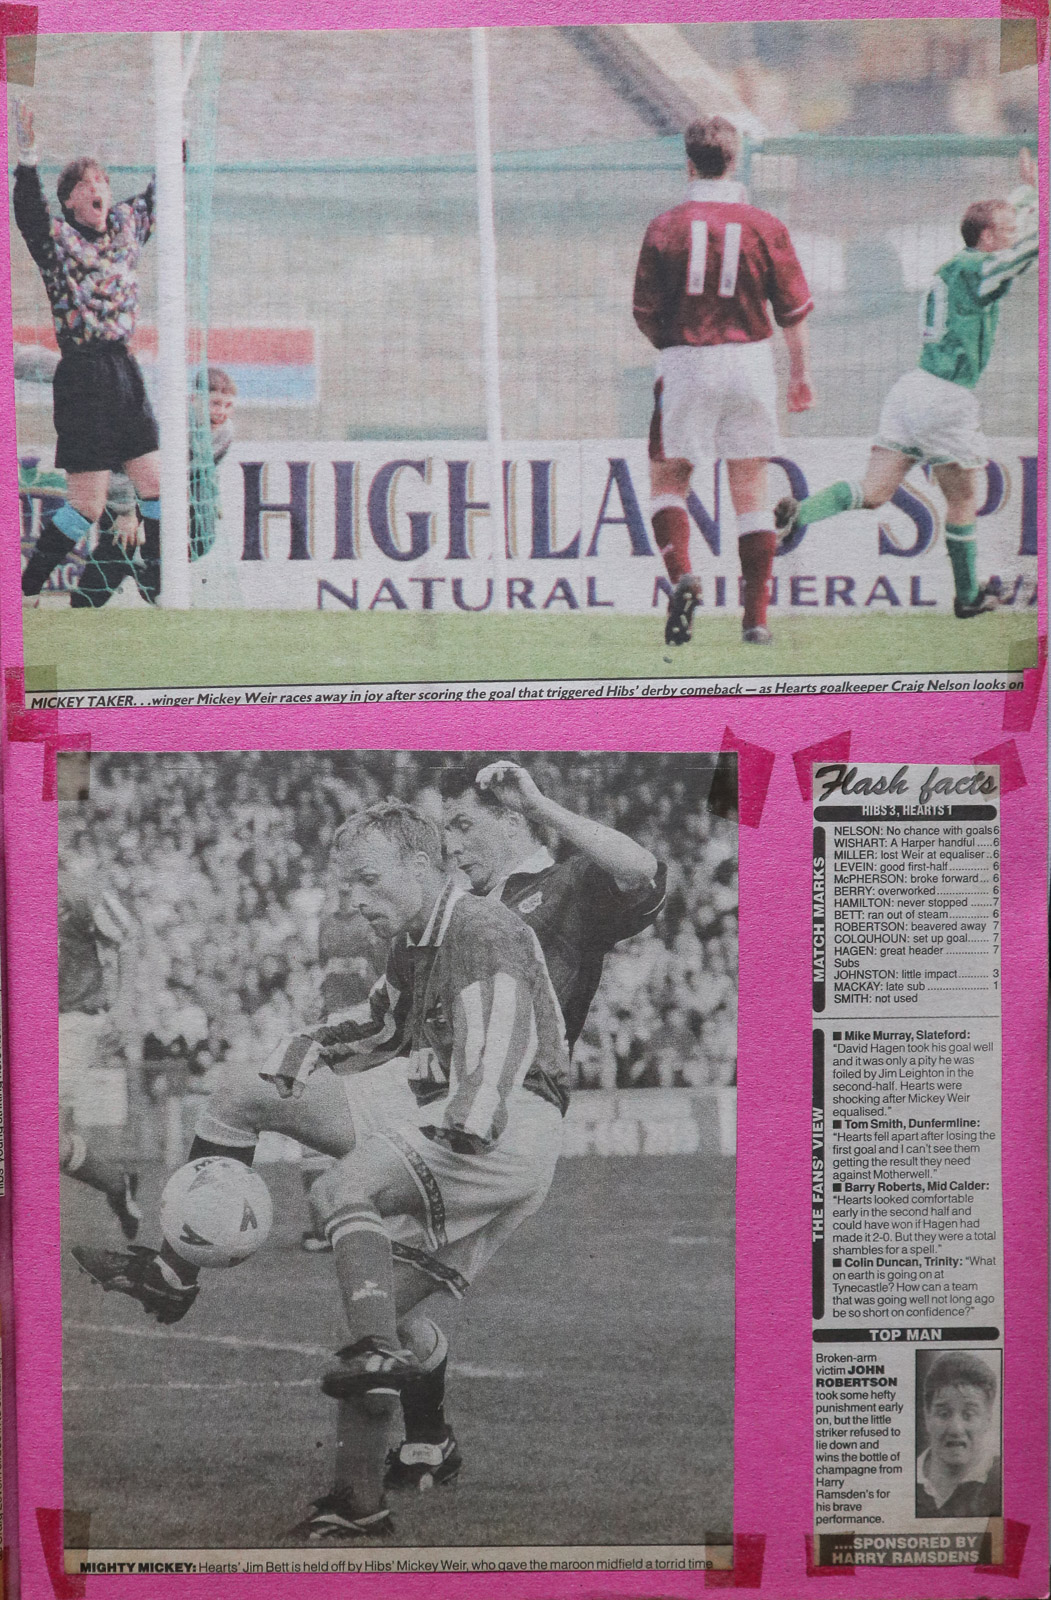 11
HIGHLAND SP
NATURAL MINERAL WA
MICKEY TAKER. . .winger Mickey Weir races away in joy after scoring the goal that triggered Hibs' derby comeback — as Hearts goalkeeper Craig Nelson looks on
Flash facts
HIBS 3, HEARTS 1
MATCH MARKS
NELSON: No chance with goals 6
WISHART: A Harper handful .....6
MILLER: lost Weir at equaliser..6
LEVEIN: good first-half............. 6
McPHERSON: broke forward... 6
BERRY: overworked................ 6
HAMILTON: never stopped .......7
BETT: ran out of steam............ 6
ROBERTSON: beavered away 7
COLQUHOUN: set up goal....... 7
HAGEN: great header .............. 7
Subs
JOHNSTON: little impact.......... 3
MACKAY: late sub .................... 1
SMITH: not used
THE FANS' VIEW
■ Mike Murray, Slateford:
"David Hagen took his goal well
and it was only a pity he was
foiled by Jim Leighton in the
second-half. Hearts were
shocking after Mickey Weir
equalised."
■ Tom Smith, Dunfermline:
"Hearts fell apart after losing the
first goal and I can't see them
getting the result they need
against Motherwell."
■ Barry Roberts, Mid Calder:
"Hearts looked comfortable
early in the second half and
could have won if Hagen had
made it 2-0. But they were a total
shambles for a spell."
■ Colin Duncan, Trinity: "What
on earth is going on at
Tynecastle? How can a team
that was going well not long ago
be so short on confidence?"
TOP MAN
Broken-arm
victim JOHN
ROBERTSON
took some hefty
punishment early
on, but the little
striker refused to
lie down and
wins the bottle of
champagne from
Harry
Ramsden's for
his brave
performance.
....SPONSORED BY
HARRY RAMSDENS
MIGHTY MICKEY: Hearts' Jim Bett is held off by Hibs' Mickey Weir, who gave the maroon midfield a torrid time